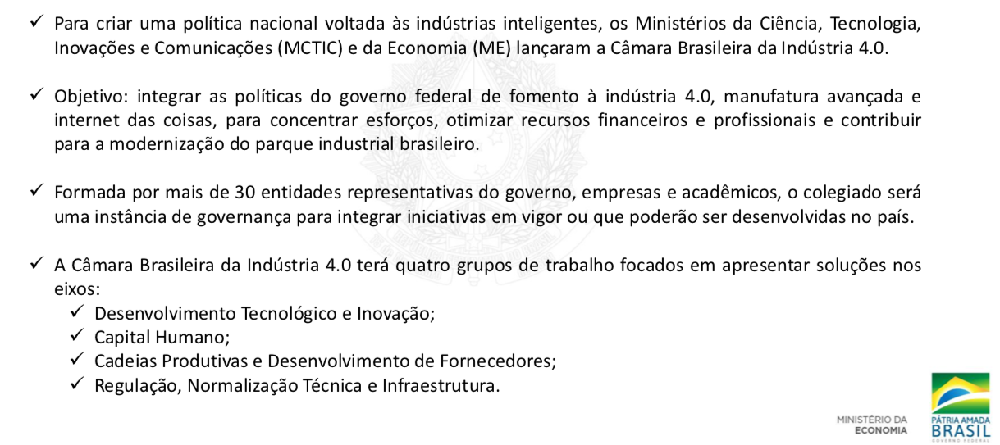 ✓ Para criar uma política nacional voltada às indústrias inteligentes, os Ministérios da Ciência, Tecnologia,
Inovações e Comunicações (MCTIC) e da Economia (ME) lançaram a Câmara Brasileira da Indústria 4.0.
✓ Objetivo: integrar as políticas do governo federal de fomento à indústria 4.0, manufatura avançada e
internet das coisas, para concentrar esforços, otimizar recursos financeiros e profissionais e contribuir
para a modernização do parque industrial brasileiro.
✓ Formada por mais de 30 entidades representativas do governo, empresas e acadêmicos, o colegiado será
uma instância de governança para integrar iniciativas em vigor ou que poderão ser desenvolvidas no país.
✓ A Câmara Brasileira da Indústria 4.0 terá quatro grupos de trabalho focados em apresentar soluções nos
eixos:
✓ Desenvolvimento Tecnológico e Inovação;
✓ Capital Humano;
✓ Cadeias Produtivas e Desenvolvimento de Fornecedores;
✓ Regulação, Normalização Técnica e Infraestrutura.
MINISTÉRIO DA
ECONOMIA
PÁTRIA AMADA
BRASIL
GOVERNO FEDERAL